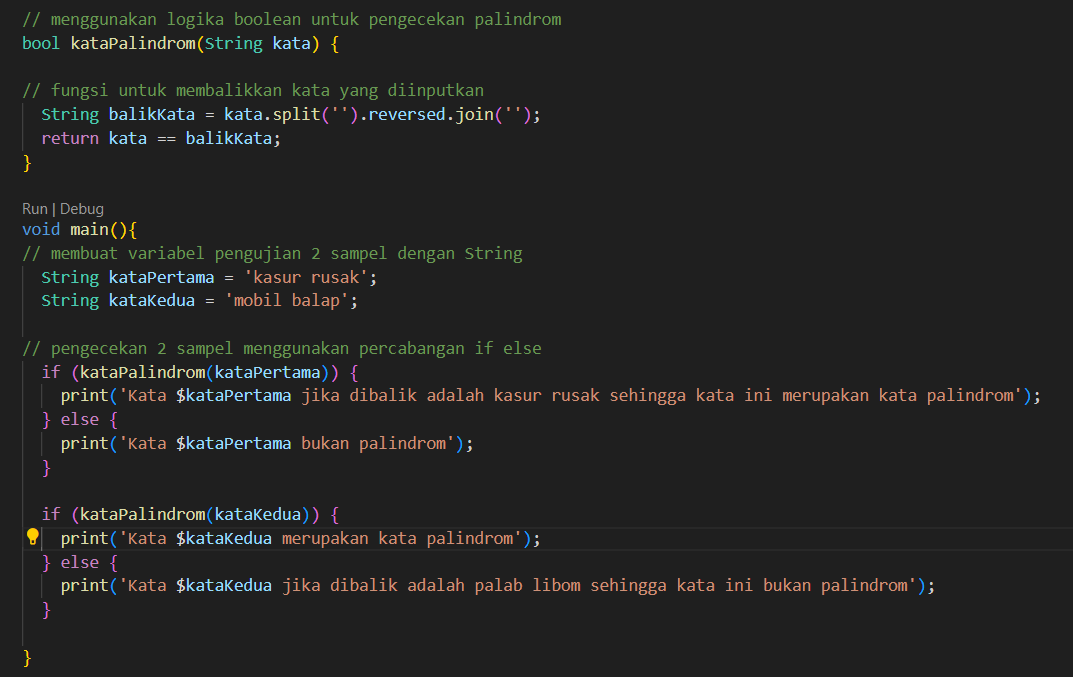 // menggunakan logika boolean untuk pengecekan palindrom
bool kataPalindrom(String kata) {
// fungsi untuk membalikkan kata yang diinputkan
String balikKata = kata.split('').reversed.join('');
return kata == balikKata;
}
Run | Debug
void main(){
// membuat variabel pengujian 2 sampel dengan String
String kataPertama = 'kasur rusak';
String kataKedua = 'mobil balap';
// pengecekan 2 sampel menggunakan percabangan if else
if (kataPalindrom(kataPertama)) {
print('Kata $kataPertama jika dibalik adalah kasur rusak sehingga kata ini merupakan kata palindrom');
} else {
print('Kata $kataPertama bukan palindrom');
}
if (kataPalindrom(kataKedua)) {
print('Kata $kataKedua merupakan kata palindrom');
} else {
print('Kata $kataKedua jika dibalik adalah palab libom sehingga kata ini bukan palindrom');
}
}